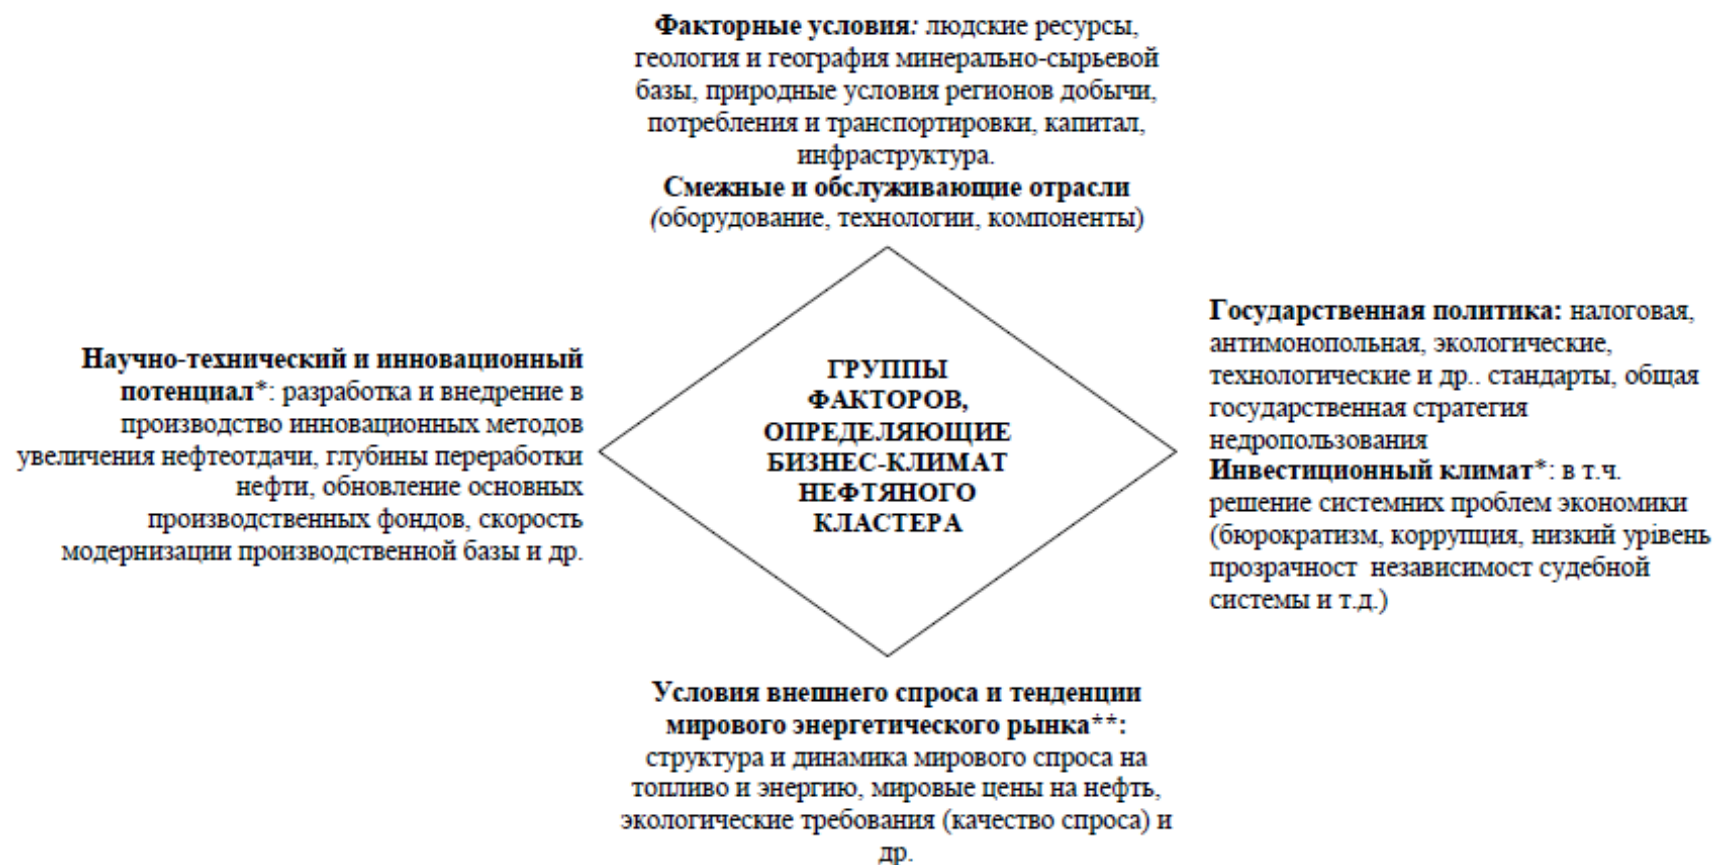 Факторные условия: людские ресурсы,
геология и география минерально-сырьевой
базы, природные условия регионов добычи,
потребления и транспортировки, капитал,
инфраструктура.
Смежные и обслуживающие отрасли
(оборудование, технологии, компоненты)
Научно-технический и инновационный
потенциал*: разработка и внедрение в
производство инновационных методов
увеличения нефтеотдачи, глубины переработки
нефти, обновление основных
производственных фондов, скорость
модернизации производственной базы и др.
ГРУППЫ
ФАКТОРОВ,
ОПРЕДЕЛЯЮЩИЕ
БИЗНЕС-КЛИМАТ
НЕФТЯНОГО
КЛАСТЕРА
Государственная политика: налоговая,
антимонопольная, экологические,
технологические и др.. стандарты, общая
государственная стратегия
недропользования
Инвестиционный климат*: в т.ч.
решение системних проблем экономики
(бюрократизм, коррупция, низкий урівень
прозрачност независимост судебной
системы и т.д.)
Условия внешнего спроса и тенденции
мирового энергетического рынка**:
структура и динамика мирового спроса на
топливо и энергию, мировые цены на нефть,
экологические требования (качество спроса) и
др.